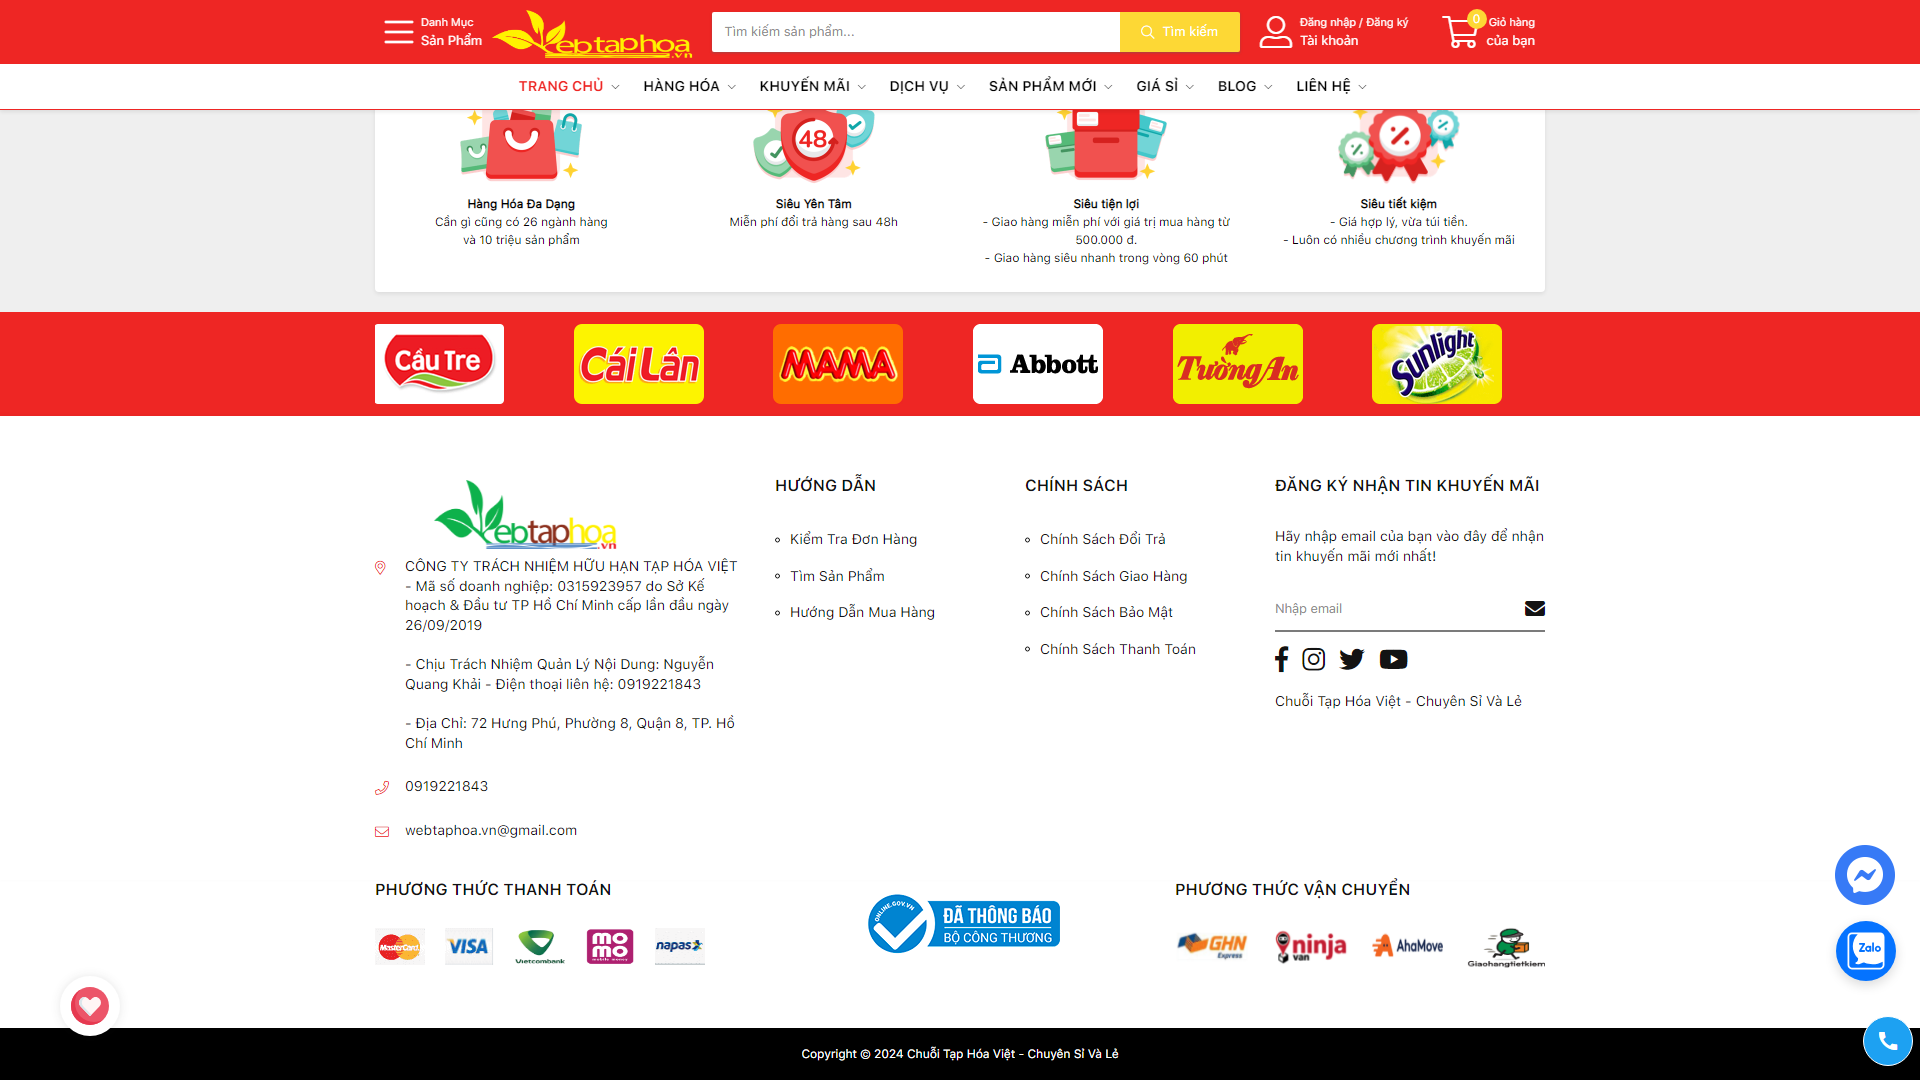 Danh Mục
Sản Phẩm
ebtaphoa
.vn
Tìm kiếm sản phẩm...
Tìm kiếm
Đăng nhập / Đăng ký
Tài khoản
0
Giỏ hàng
của bạn
TRANG CHỦ
HÀNG HÓA
KHUYẾN MÃI
DỊCH VỤ
SẢN PHẨM MỚI
GIÁ SỈ
BLOG
LIÊN HỆ
48
Hàng Hóa Đa Dạng
Cần gì cũng có 26 ngành hàng
và 10 triệu sản phẩm
Siêu Yên Tâm
Miễn phí đổi trả hàng sau 48h
Siêu tiện lợi
- Giao hàng miễn phí với giá trị mua hàng từ
500.000 đ.
- Giao hàng siêu nhanh trong vòng 60 phút
Siêu tiết kiệm
- Giá hợp lý, vừa túi tiền.
- Luôn có nhiều chương trình khuyến mãi
Cầu Tre
Cái Lân
MAMA
Abbott
Tường An
Sunlight
ebtaphoa
.vn
CÔNG TY TRÁCH NHIỆM HỮU HẠN TẠP HÓA VIỆT
- Mã số doanh nghiệp: 0315923957 do Sở Kế
hoạch & Đầu tư TP Hồ Chí Minh cấp lần đầu ngày
26/09/2019
- Chịu Trách Nhiệm Quản Lý Nội Dung: Nguyễn
Quang Khải - Điện thoại liên hệ: 0919221843
- Địa Chỉ: 72 Hưng Phú, Phường 8, Quận 8, TP. Hồ
Chí Minh
0919221843
webtaphoa.vn@gmail.com
HƯỚNG DẪN
Kiểm Tra Đơn Hàng
Tìm Sản Phẩm
Hướng Dẫn Mua Hàng
CHÍNH SÁCH
Chính Sách Đổi Trả
Chính Sách Giao Hàng
Chính Sách Bảo Mật
Chính Sách Thanh Toán
ĐĂNG KÝ NHẬN TIN KHUYẾN MÃI
Hãy nhập email của bạn vào đây để nhận
tin khuyến mãi mới nhất!
Nhập email
Chuỗi Tạp Hóa Việt - Chuyên Sỉ Và Lẻ
PHƯƠNG THỨC THANH TOÁN
MasterCard
VISA
Vietcombank
mo
mo
mobile money
napas
ONLINE.GOV.VN
ĐÃ THÔNG BÁO
BỘ CÔNG THƯƠNG
PHƯƠNG THỨC VẬN CHUYỂN
GHN
Express
ninja
van
AhaMove
Giaohangtietkiem
Zalo
Copyright © 2024 Chuỗi Tạp Hóa Việt - Chuyên Sỉ Và Lẻ